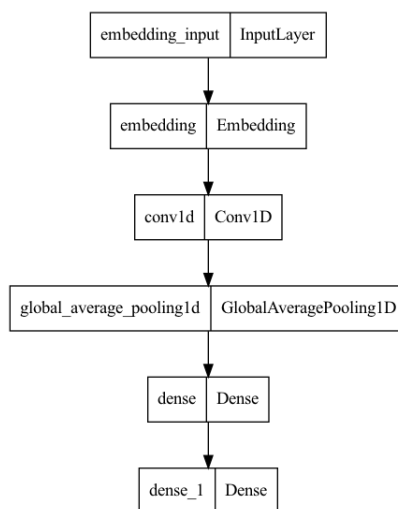 embedding_input InputLayer
embedding Embedding
conv1d Conv1D
global_average_pooling1d GlobalAveragePooling1D
dense Dense
dense_1 Dense